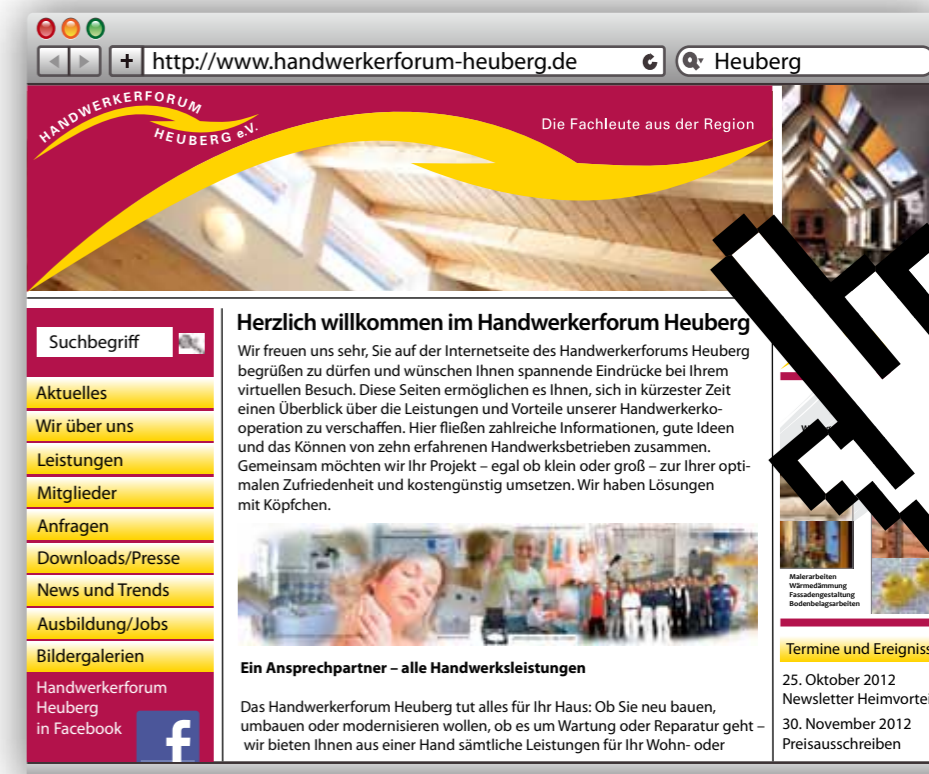 http://www.handwerkerforum-heuberg.de
Heuberg
HANDWERKERFORUM
HEUBERG e.V.
Die Fachleute aus der Region
Suchbegriff
Aktuelles
Wir über uns
Leistungen
Mitglieder
Anfragen
Downloads/Presse
News und Trends
Ausbildung/Jobs
Bildergalerien
Handwerkerforum
Heuberg
in Facebook
f
Herzlich willkommen im Handwerkerforum Heuberg
Wir freuen uns sehr, Sie auf der Internetseite des Handwerkerforums Heuberg
begrüßen zu dürfen und wünschen Ihnen spannende Eindrücke bei Ihrem
virtuellen Besuch. Diese Seiten ermöglichen es Ihnen, sich in kürzester Zeit
einen Überblick über die Leistungen und Vorteile unserer Handwerkerko-
operation zu verschaffen. Hier fließen zahlreiche Informationen, gute Ideen
und das Können von zehn erfahrenen Handwerksbetrieben zusammen.
Gemeinsam möchten wir Ihr Projekt – egal ob klein oder groß – zur Ihrer opti-
malen Zufriedenheit und kostengünstig umsetzen. Wir haben Lösungen
mit Köpfchen.
Ein Ansprechpartner – alle Handwerksleistungen
Das Handwerkerforum Heuberg tut alles für Ihr Haus: Ob Sie neu bauen,
umbauen oder modernisieren wollen, ob es um Wartung oder Reparatur geht –
wir bieten Ihnen aus einer Hand sämtliche Leistungen für Ihr Wohn- oder
Malerarbeiten
Wärmedämmung
Fassadengestaltung
Bodenbelagsarbeiten
Termine und Ereigniss
25. Oktober 2012
Newsletter Heimvortei
30. November 2012
Preisausschreiben